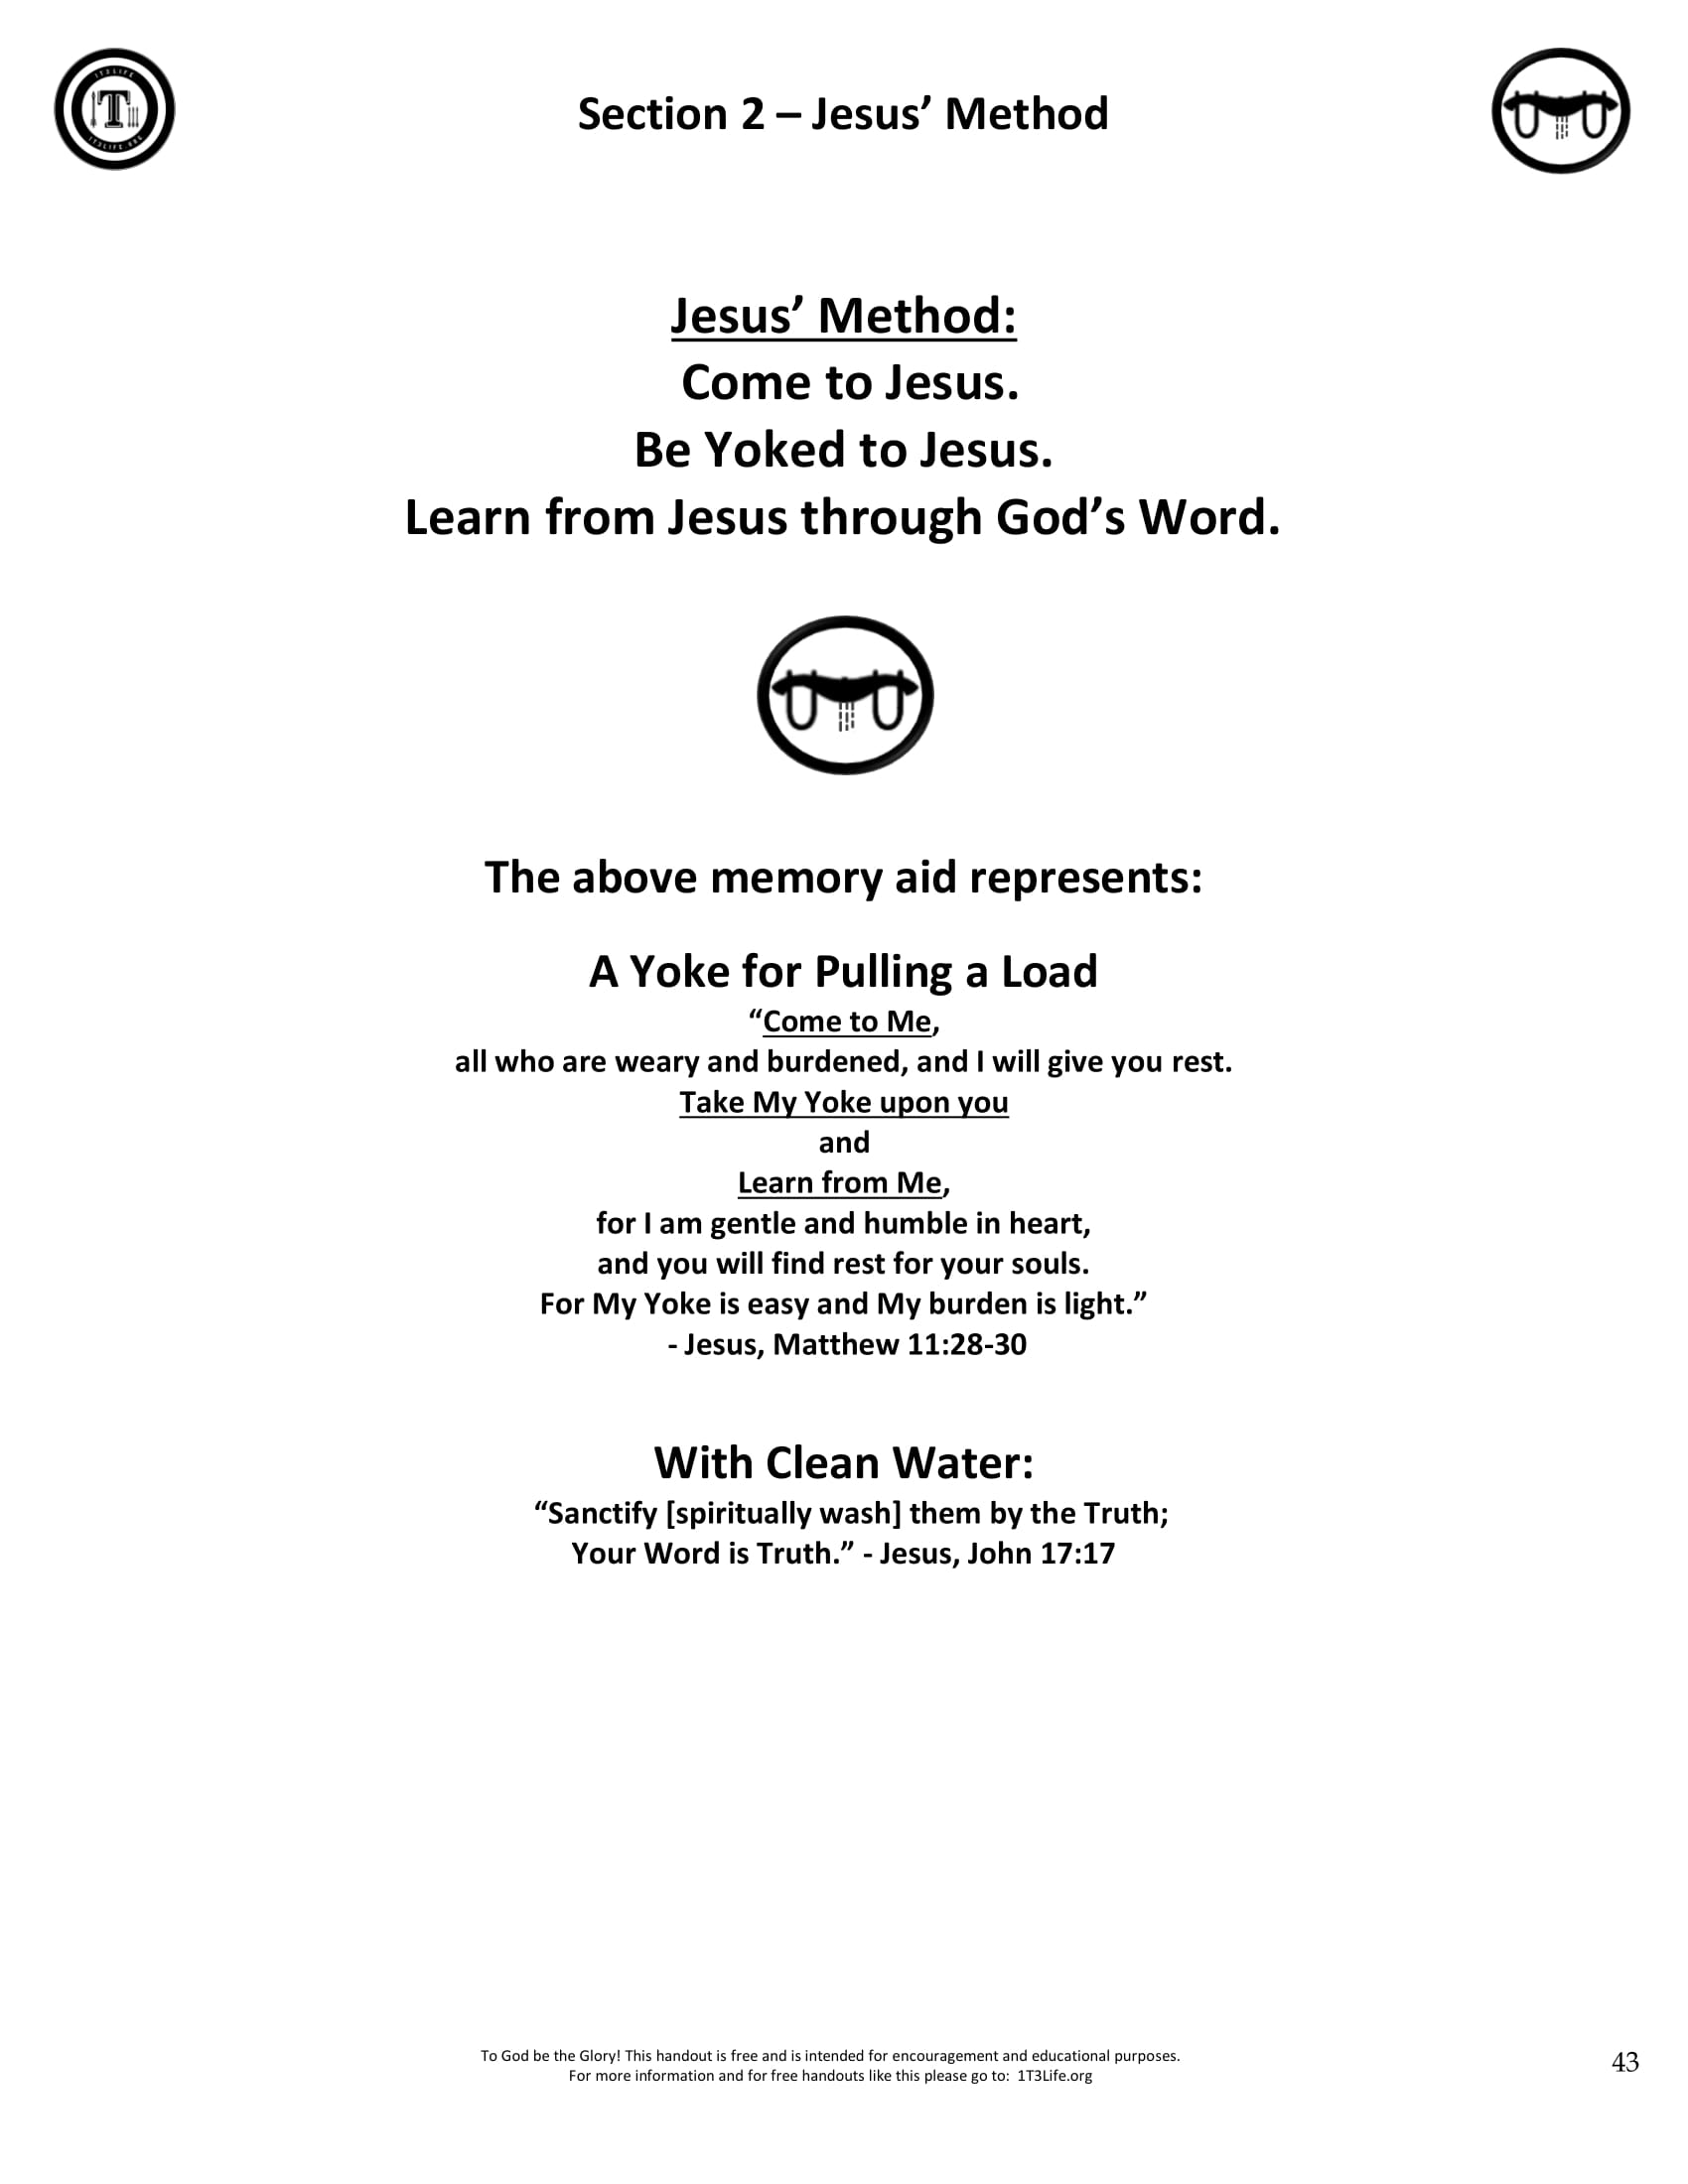 Section 2 – Jesus’ Method
Jesus’ Method:
Come to Jesus.
Be Yoked to Jesus.
Learn from Jesus through God’s Word.
The above memory aid represents:
A Yoke for Pulling a Load
“Come to Me,
all who are weary and burdened, and I will give you rest.
Take My Yoke upon you
and
Learn from Me,
for I am gentle and humble in heart,
and you will find rest for your souls.
For My Yoke is easy and My burden is light.”
- Jesus, Matthew 11:28-30
With Clean Water:
“Sanctify [spiritually wash] them by the Truth;
Your Word is Truth.” - Jesus, John 17:17
To God be the Glory! This handout is free and is intended for encouragement and educational purposes.
For more information and for free handouts like this please go to:  1T3Life.org
43